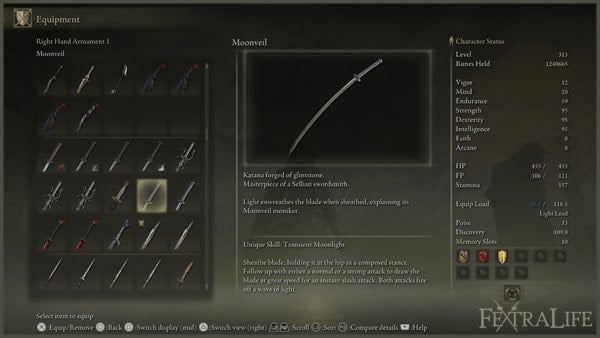 Equipment
Right Hand Armament 1
Moonveil
Moonveil
Katana forged of glintstone.
Masterpiece of a Sellian swordsmith.
Light enwreathes the blade when sheathed, explaining its
Moonveil moniker.
Unique Skill: Transient Moonlight
Sheathe blade, holding it at the hip in a composed stance.
Follow up with either a normal or a strong attack to draw the
blade at great speed for an instant slash attack. Both attacks fire
off a wave of light.
Character Status
Level 313
Runes Held 1240665
Vigor 12
Mind 20
Endurance 59
Strength 95
Dexterity 95
Intelligence 95
Faith 8
Arcane 8
HP 455 / 455
FP 106 / 121
Stamina 157
Equip Load / 118.5
Light Load
Poise 33
Discovery 109.0
Memory Slots 10
Select item to equip
:Equip/Remove :Back :Switch display (mid) :Switch view (right) :Scroll :Sort :Compare details :Help
FEXTRALIFE